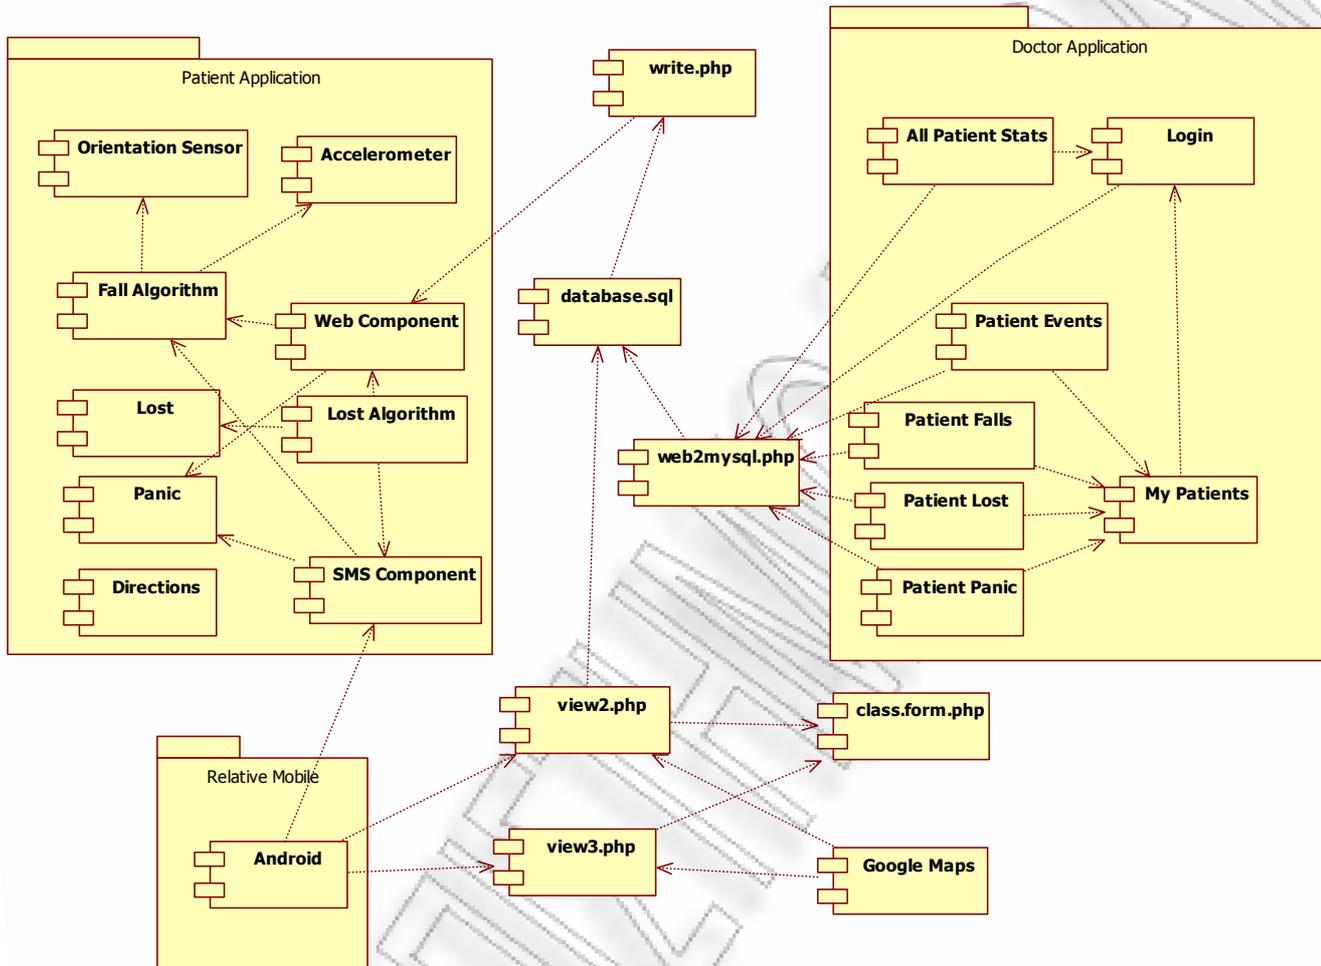 Patient Application
Orientation Sensor
Accelerometer
Fall Algorithm
Web Component
Lost
Lost Algorithm
Panic
SMS Component
Directions
write.php
database.sql
web2mysql.php
Doctor Application
All Patient Stats
Login
Patient Events
Patient Falls
Patient Lost
My Patients
Patient Panic
view2.php
class.form.php
Relative Mobile
Android
view3.php
Google Maps